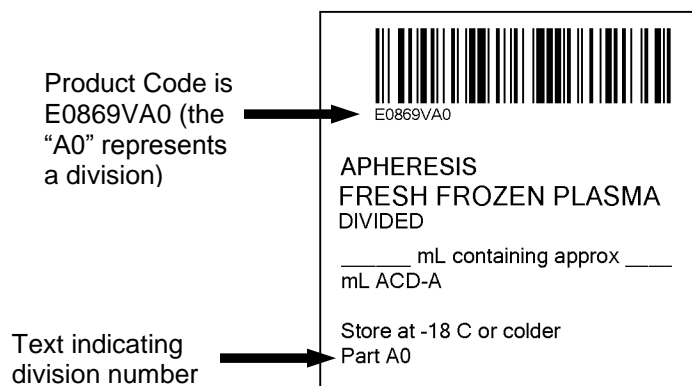 Product Code is
E0869VA0 (the
“A0” represents
a division)
E0869VA0
APHERESIS
FRESH FROZEN PLASMA
DIVIDED
______ mL containing approx ____
mL ACD-A
Store at -18 C or colder
Part A0
Text indicating
division number